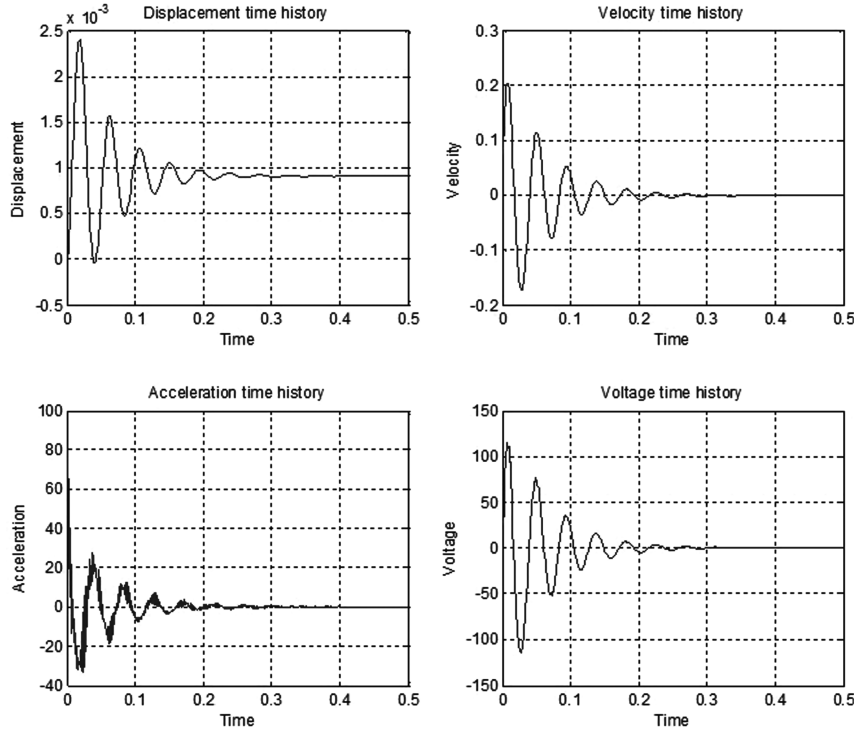 Displacement time history
x 10-3
2.5
2
1.5
1
0.5
0
-0.5
Displacement
0 0.1 0.2 0.3 0.4 0.5
Time
Velocity time history
0.3
0.2
0.1
0
-0.1
-0.2
Velocity
0 0.1 0.2 0.3 0.4 0.5
Time
Acceleration time history
100
80
60
40
20
0
-20
-40
Acceleration
0 0.1 0.2 0.3 0.4 0.5
Time
Voltage time history
150
100
50
0
-50
-100
-150
Voltage
0 0.1 0.2 0.3 0.4 0.5
Time